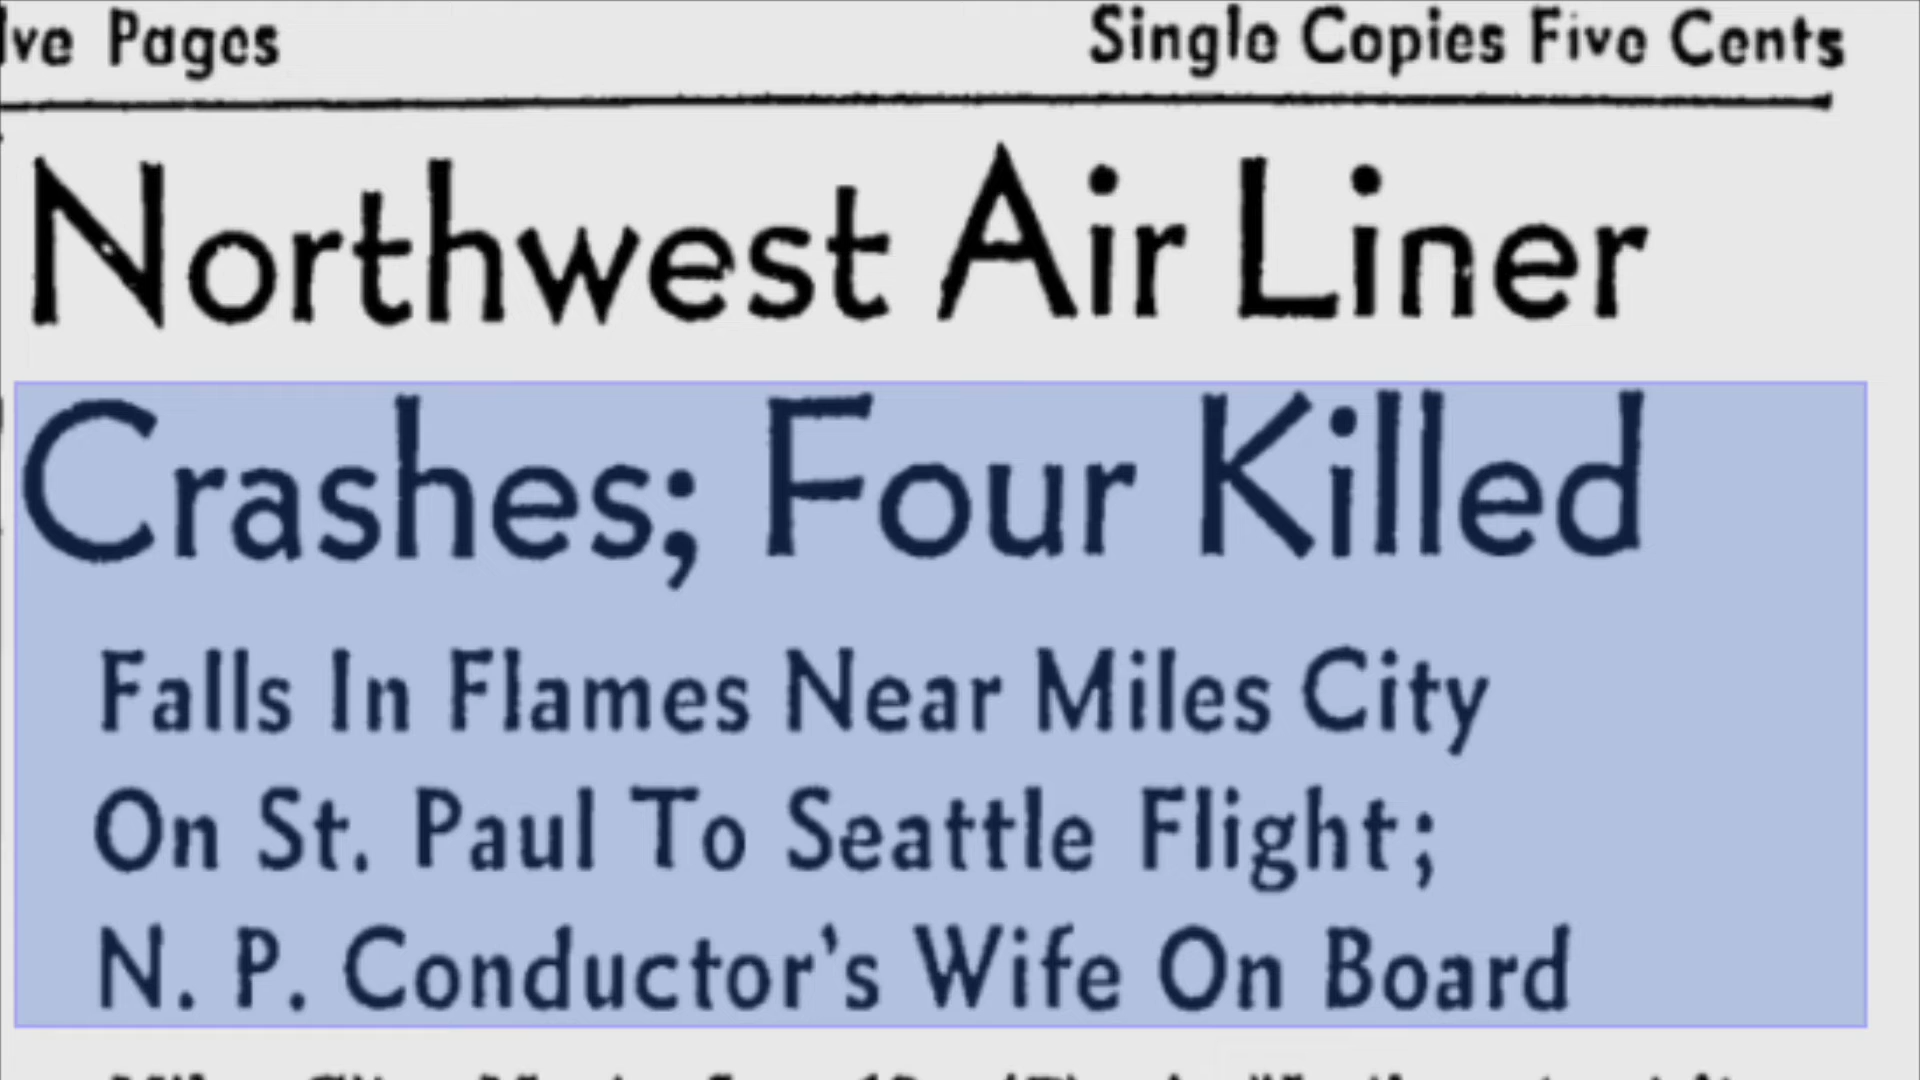 Pages
Single Copies Five Cents
Northwest Air Liner
Crashes; Four Killed
Falls In Flames Near Miles City
On St. Paul To Seattle Flight;
N. P. Conductor's Wife On Board